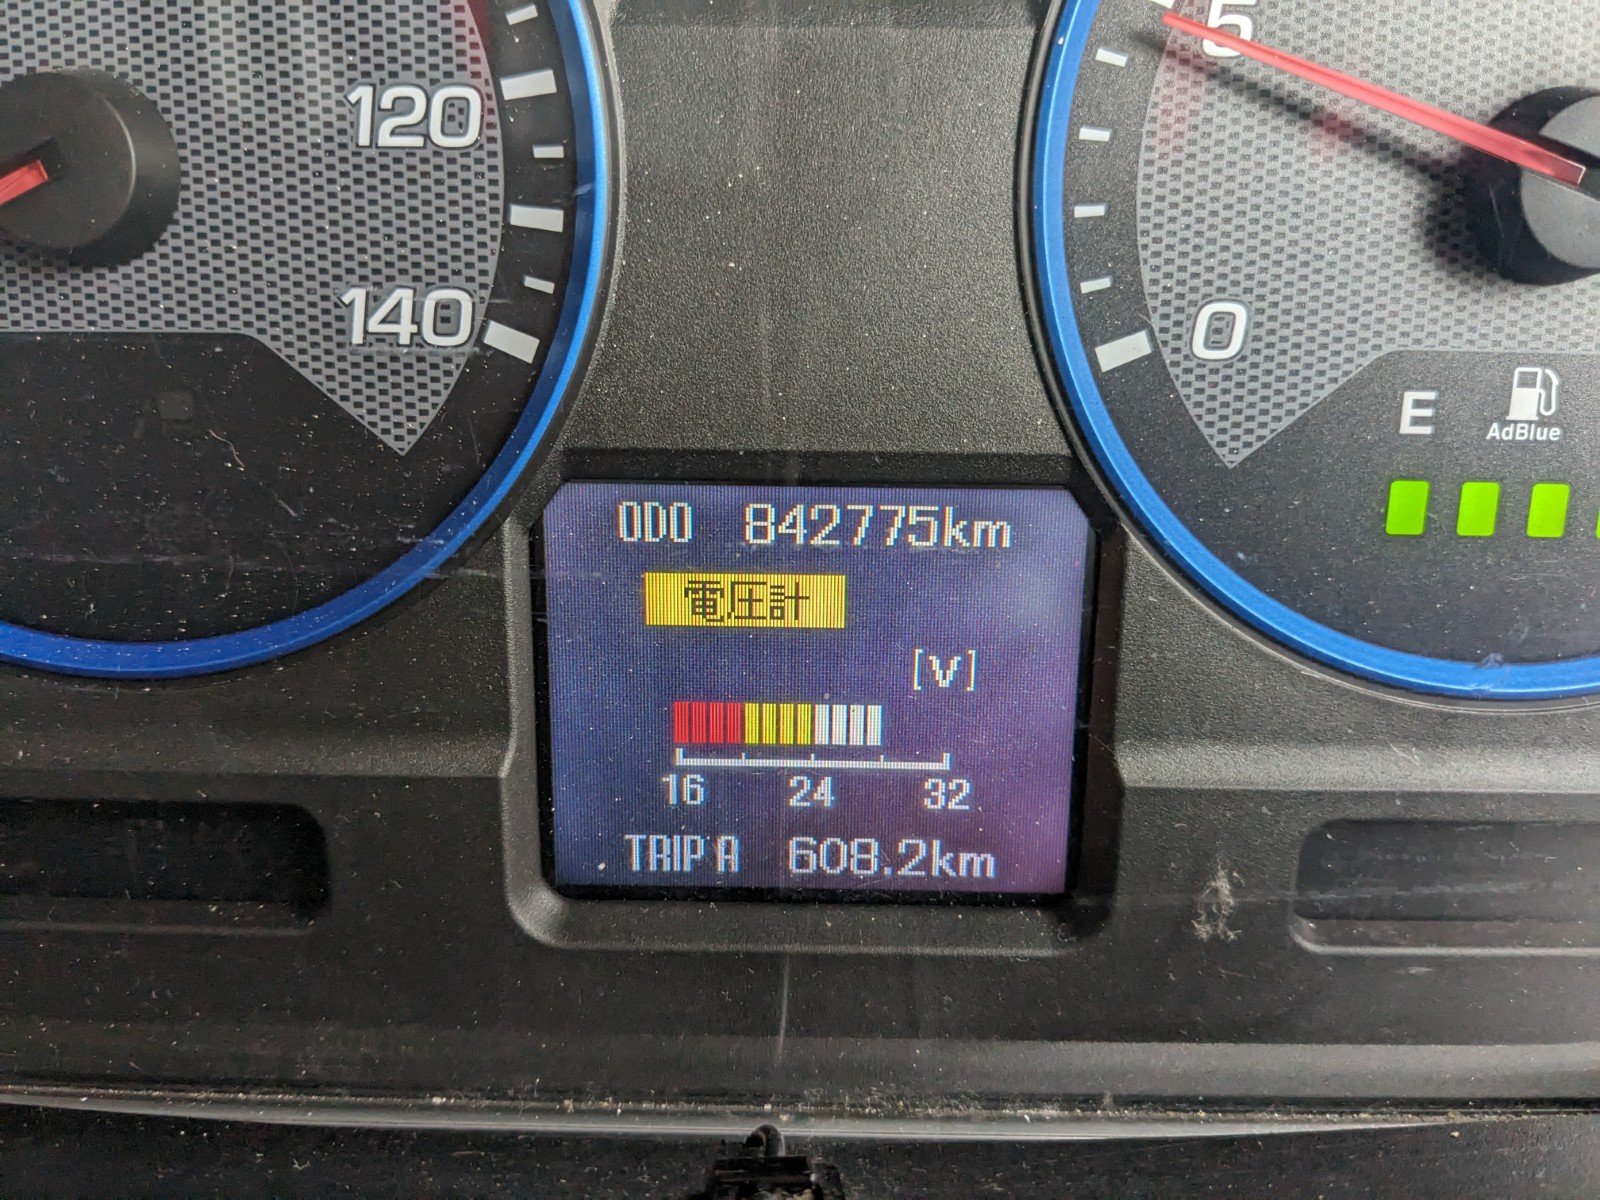 120
140
5
0
E
AdBlue
ODO 842775km
電圧計
[V]
16 24 32
TRIP A 608.2km